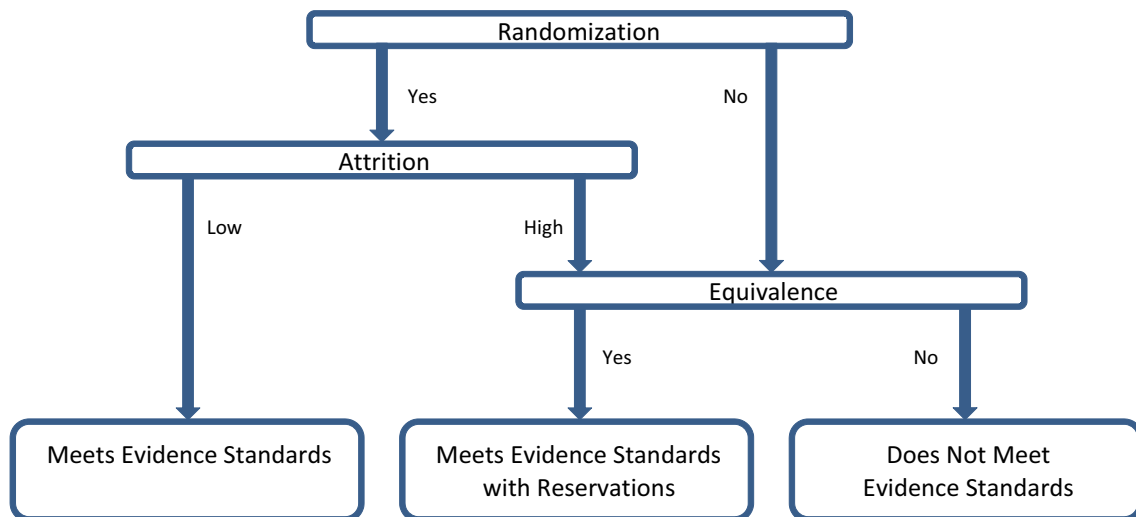 Randomization
Yes
No
Attrition
Low
High
Equivalence
Yes
No
Meets Evidence Standards
Meets Evidence Standards
with Reservations
Does Not Meet
Evidence Standards